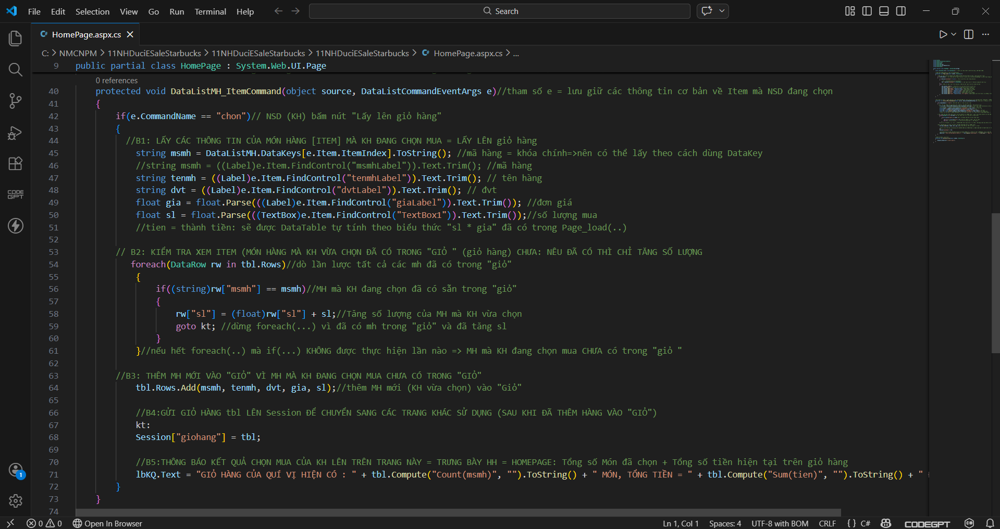 File Edit Selection View Go Run Terminal Help
Search
HomePage.aspx.cs
C: > NMCNPM > 11NHDuciESaleStarbucks > 11NHDuciESaleStarbucks > 11NHDuciESaleStarbucks > HomePage.aspx.cs > ...
9 public partial class HomePage : System.Web.UI.Page
0 references
40 protected void DataListMH_ItemCommand(object source, DataListCommandEventArgs e)//tham số e = lưu giữ các thông tin cơ bản về Item mà NSD đang chọn
41 {
42 if(e.CommandName == "chon")// NSD (KH) bấm nút "Lấy lên giỏ hàng"
43 {
44 //B1: LẤY CÁC THÔNG TIN CỦA MÓN HÀNG [ITEM] MÀ KH ĐANG CHỌN MUA = LẤY LÊN giỏ hàng
45 string msmh = DataListMH.DataKeys[e.Item.ItemIndex].ToString(); //mã hàng = khóa chính=>nên có thể lấy theo cách dùng DataKey
46 //string msmh = ((Label)e.Item.FindControl("msmhLabel")).Text.Trim(); //mã hàng
47 string tenmh = ((Label)e.Item.FindControl("tenmhLabel")).Text.Trim(); // tên hàng
48 string dvt = ((Label)e.Item.FindControl("dvtLabel")).Text.Trim(); // đvt
49 float gia = float.Parse(((Label)e.Item.FindControl("giaLabel")).Text.Trim()); //đơn giá
50 float sl = float.Parse(((TextBox)e.Item.FindControl("TextBox1")).Text.Trim());//số lượng mua
51 //tien = thành tiền: sẽ được DataTable tự tính theo biểu thức "sl * gia" đã có trong Page_load(..)
52
53 // B2: KIỂM TRA XEM ITEM (MÓN HÀNG MÀ KH VỪA CHỌN ĐÃ CÓ TRONG "GIỎ " (giỏ hàng) CHƯA: NÊU ĐÃ CÓ THÌ CHỈ TĂNG SỐ LƯỢNG
54 foreach(DataRow rw in tbl.Rows)//dò lần lược tất cả các mh đã có trong "giỏ"
55 {
56 if((string)rw["msmh"] == msmh)//MH mà KH đang chọn đã có sẵn trong "giỏ"
57 {
58 rw["sl"] = (float)rw["sl"] + sl;//Tăng số lượng của MH mà KH vừa chọn
59 goto kt; //dừng foreach(...) vì đã có mh trong "giỏ" và đã tăng sl
60 }
61 }//nếu hết foreach(..) mà if(...) KHÔNG được thực hiện lần nào => MH mà KH đang chọn mua CHƯA có trong "giỏ "
62
63 //B3: THÊM MH MỚI VÀO "GIỎ" VÌ MH MÀ KH ĐANG CHỌN MUA CHƯA CÓ TRONG "GIỎ"
64 tbl.Rows.Add(msmh, tenmh, dvt, gia, sl);//thêm MH mới (KH vừa chọn) vào "Giỏ"
65
66 //B4:GỬI GIỎ HÀNG tbl LÊN Session ĐỂ CHUYỂN SANG CÁC TRANG KHÁC SỬ DỤNG (SAU KHI ĐÃ THÊM HÀNG VÀO "GIỎ")
67 kt:
68 Session["giohang"] = tbl;
69
70 //B5:THÔNG BÁO KẾT QUẢ CHỌN MUA CỦA KH LÊN TRÊN TRANG NÀY = TRƯNG BÀY HH = HOMEPAGE: Tổng số Món đã chọn + Tổng số tiền hiện tại trên giỏ hàng
71 lbKQ.Text = "GIỎ HÀNG CỦA QUÍ VỊ HIỆN CÓ : " + tbl.Compute("Count(msmh)", "").ToString() + " MÓN, TỔNG TIỀN = " + tbl.Compute("Sum(tien)", "").ToString() + "
72 }
73 }
74
CODE GPT
1
0 0 Open In Browser
Ln 1, Col 1 Spaces: 4 UTF-8 with BOM CRLF {} C# CODEGPT